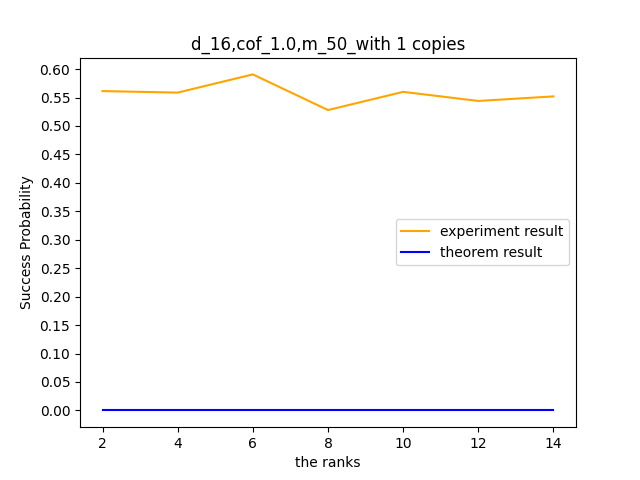 d_16,cof_1.0,m_50_with 1 copies
0.60
0.55
0.50
0.45
0.40
0.35
0.30
0.25
0.20
0.15
0.10
0.05
0.00
Success Probability
experiment result
theorem result
2 4 6 8 10 12 14
the ranks